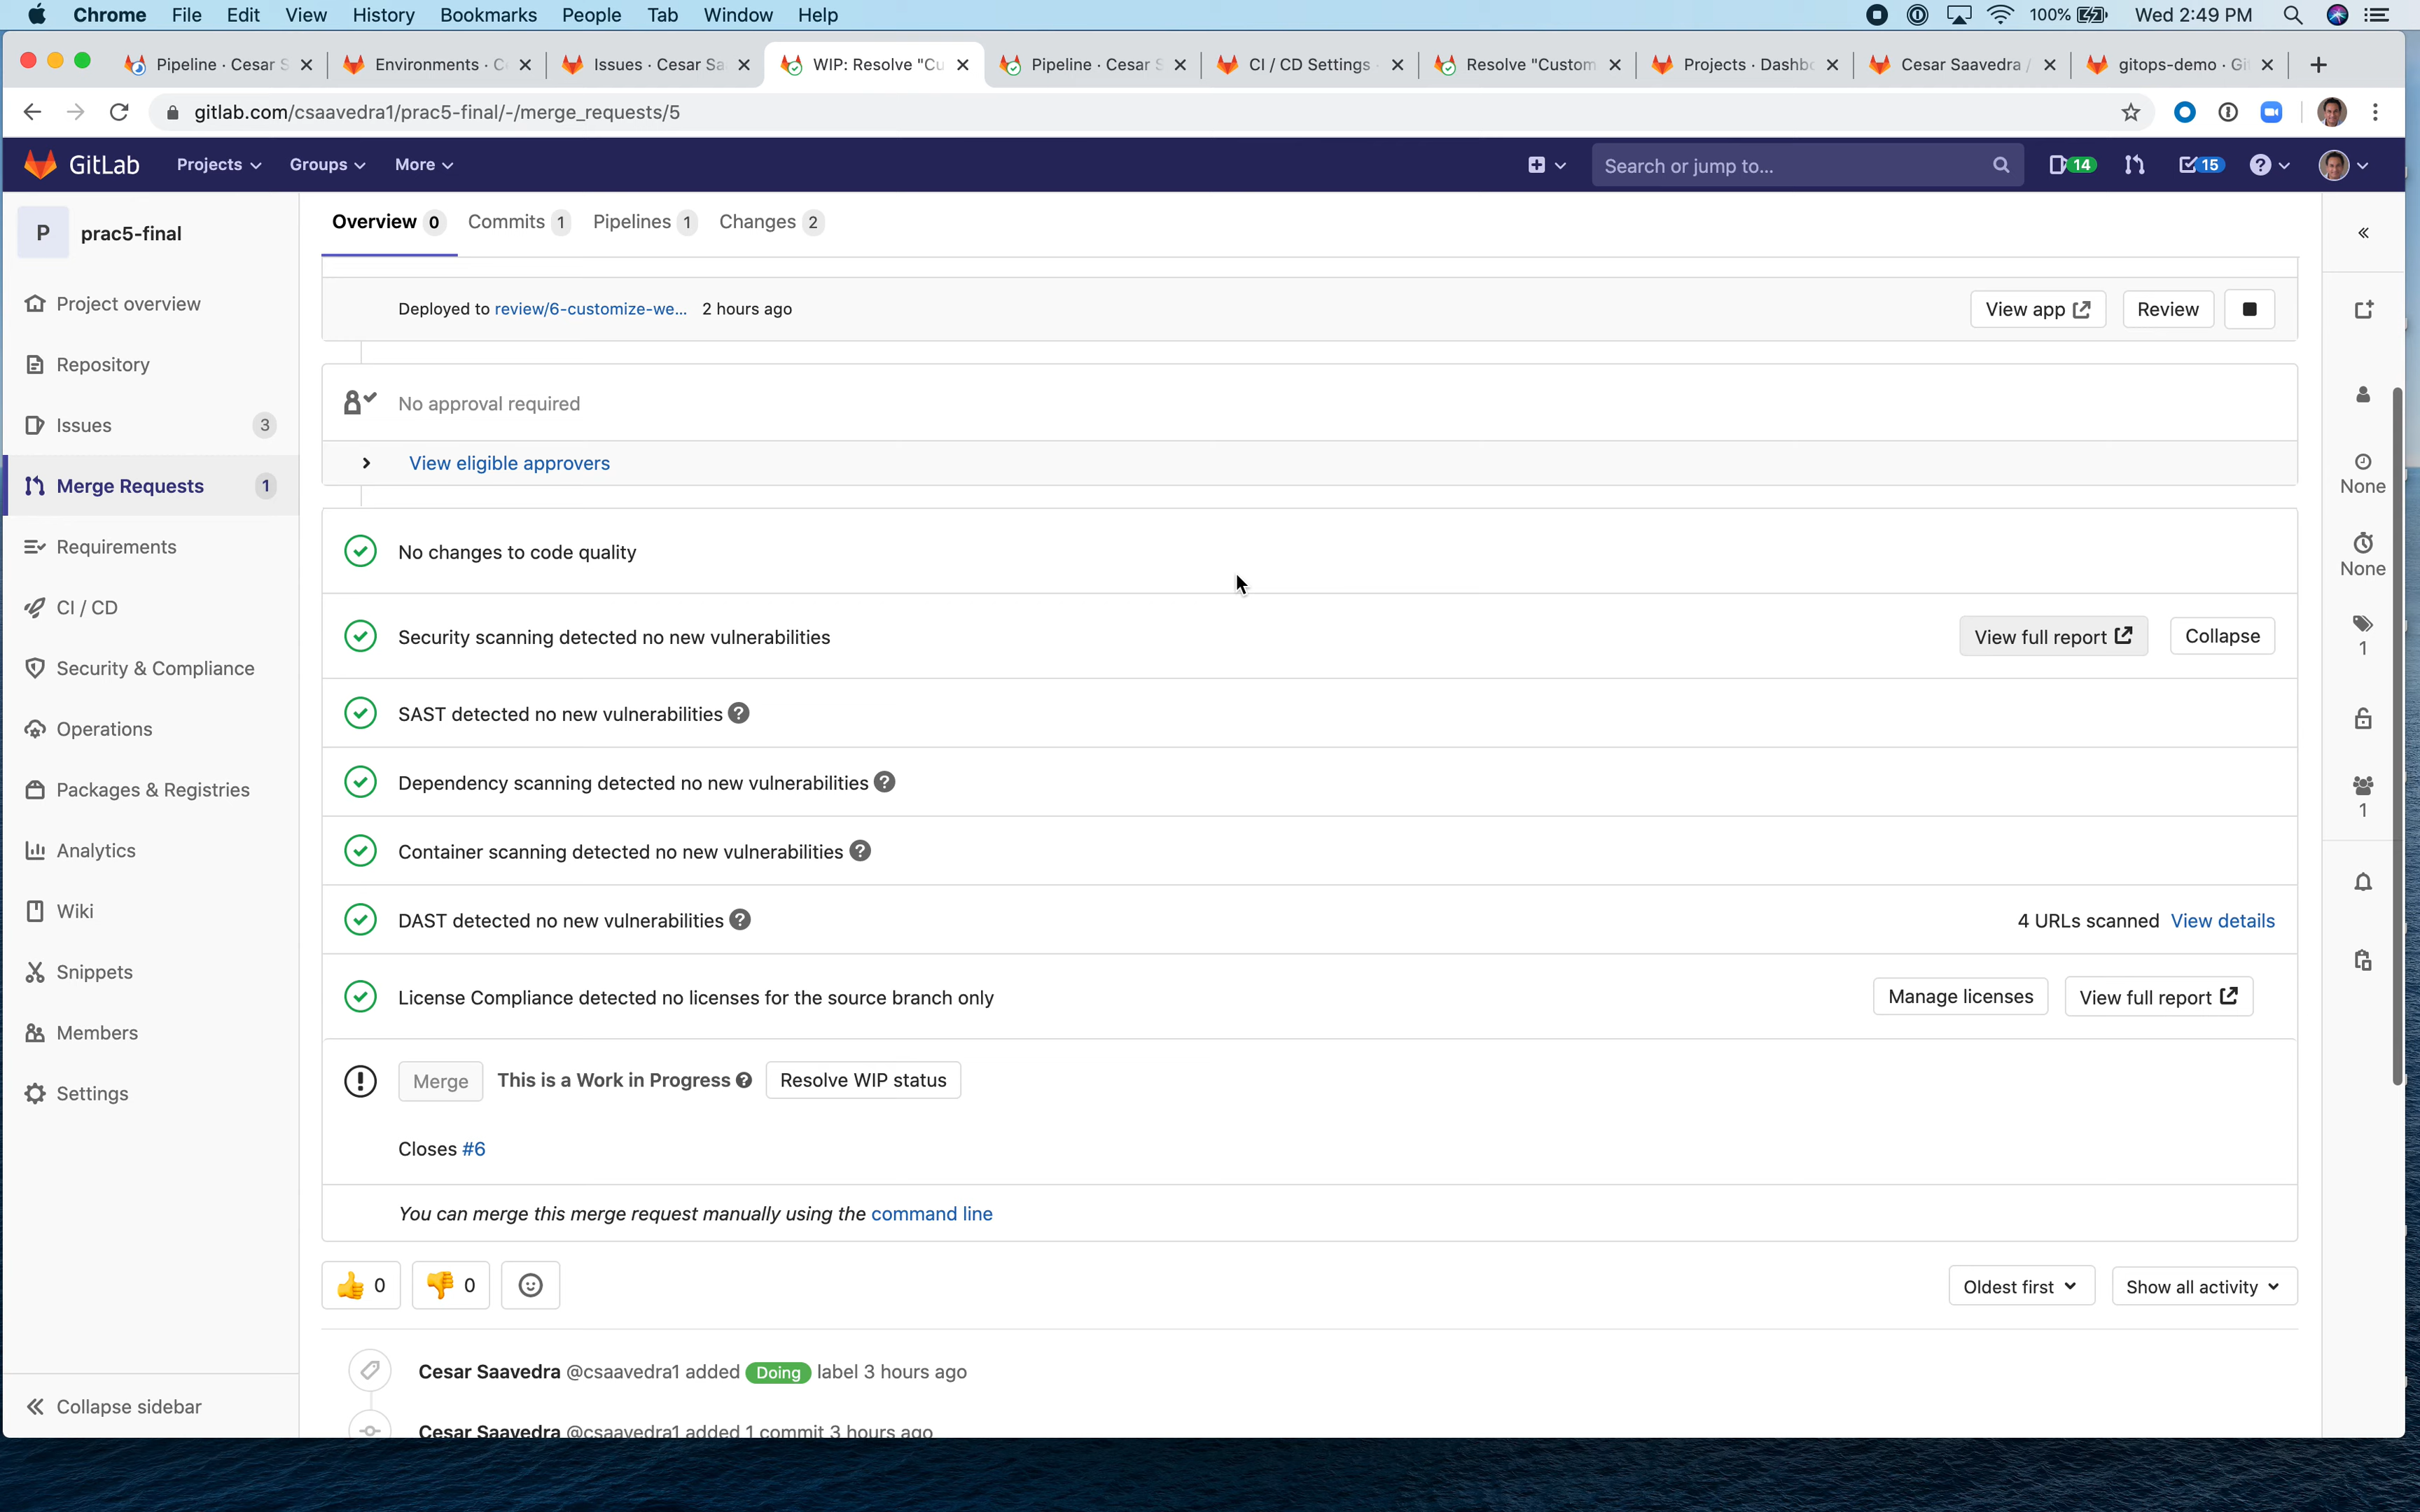 Chrome File Edit View History Bookmarks People Tab Window Help 100% Wed 2:49 PM
Pipeline · Cesar S Environments · C Issues · Cesar Sa WIP: Resolve "Cu Pipeline · Cesar S CI / CD Settings · Resolve "Custom Projects · Dashbo Cesar Saavedra / gitops-demo · Git
gitlab.com/csaavedra1/prac5-final/-/merge_requests/5
GitLab Projects Groups More Search or jump to... 14 15
P prac5-final
Project overview
Repository
Issues 3
Merge Requests 1
Requirements
CI / CD
Security & Compliance
Operations
Packages & Registries
Analytics
Wiki
Snippets
Members
Settings
Collapse sidebar
Overview 0 Commits 1 Pipelines 1 Changes 2
Deployed to review/6-customize-we... 2 hours ago View app Review
No approval required
View eligible approvers
No changes to code quality
Security scanning detected no new vulnerabilities View full report Collapse
SAST detected no new vulnerabilities ?
Dependency scanning detected no new vulnerabilities ?
Container scanning detected no new vulnerabilities ?
DAST detected no new vulnerabilities ? 4 URLs scanned View details
License Compliance detected no licenses for the source branch only Manage licenses View full report
Merge This is a Work in Progress ? Resolve WIP status
Closes #6
You can merge this merge request manually using the command line
0 0 Oldest first Show all activity
Cesar Saavedra @csaavedra1 added Doing label 3 hours ago
Cesar Saavedra @csaavedra1 added 1 commit 3 hours ago
None
None
1
1